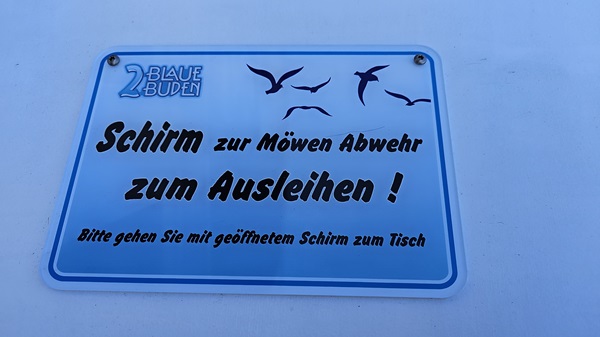 2 BLAUE
BUDEN
Schirm zur Möwen Abwehr
zum Ausleihen !
Bitte gehen Sie mit geöffnetem Schirm zum Tisch